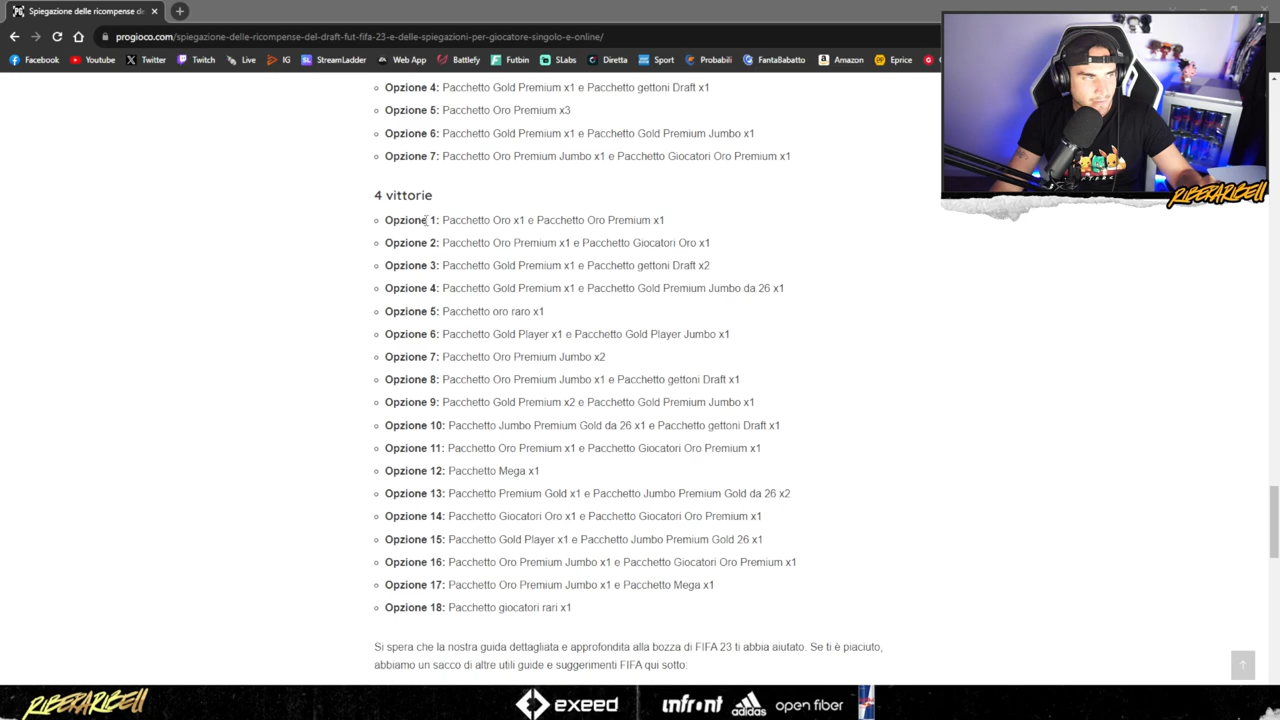 Spiegazione delle ricompense de
progioco.com/spiegazione-delle-ricompense-del-draft-fut-fifa-23-e-delle-spiegazioni-per-giocatore-singolo-e-online/
Facebook Youtube Twitter Twitch Live IG StreamLadder Web App Battlefy Futbin SLabs Diretta Sport Probabili FantaBabatto Amazon Eprice
Opzione 4: Pacchetto Gold Premium x1 e Pacchetto gettoni Draft x1
Opzione 5: Pacchetto Oro Premium x3
Opzione 6: Pacchetto Gold Premium x1 e Pacchetto Gold Premium Jumbo x1
Opzione 7: Pacchetto Oro Premium Jumbo x1 e Pacchetto Giocatori Oro Premium x1
4 vittorie
Opzione 1: Pacchetto Oro x1 e Pacchetto Oro Premium x1
Opzione 2: Pacchetto Oro Premium x1 e Pacchetto Giocatori Oro x1
Opzione 3: Pacchetto Gold Premium x1 e Pacchetto gettoni Draft x2
Opzione 4: Pacchetto Gold Premium x1 e Pacchetto Gold Premium Jumbo da 26 x1
Opzione 5: Pacchetto oro raro x1
Opzione 6: Pacchetto Gold Player x1 e Pacchetto Gold Player Jumbo x1
Opzione 7: Pacchetto Oro Premium Jumbo x2
Opzione 8: Pacchetto Oro Premium Jumbo x1 e Pacchetto gettoni Draft x1
Opzione 9: Pacchetto Gold Premium x2 e Pacchetto Gold Premium Jumbo x1
Opzione 10: Pacchetto Jumbo Premium Gold da 26 x1 e Pacchetto gettoni Draft x1
Opzione 11: Pacchetto Oro Premium x1 e Pacchetto Giocatori Oro Premium x1
Opzione 12: Pacchetto Mega x1
Opzione 13: Pacchetto Premium Gold x1 e Pacchetto Jumbo Premium Gold da 26 x2
Opzione 14: Pacchetto Giocatori Oro x1 e Pacchetto Giocatori Oro Premium x1
Opzione 15: Pacchetto Gold Player x1 e Pacchetto Jumbo Premium Gold 26 x1
Opzione 16: Pacchetto Oro Premium Jumbo x1 e Pacchetto Giocatori Oro Premium x1
Opzione 17: Pacchetto Oro Premium Jumbo x1 e Pacchetto Mega x1
Opzione 18: Pacchetto giocatori rari x1
Si spera che la nostra guida dettagliata e approfondita alla bozza di FIFA 23 ti abbia aiutato. Se ti è piaciuto,
abbiamo un sacco di altre utili guide e suggerimenti FIFA qui sotto:
RIBERARIBELL
RIBERARIBELL exeed infront adidas open fiber RIBERARIBELL